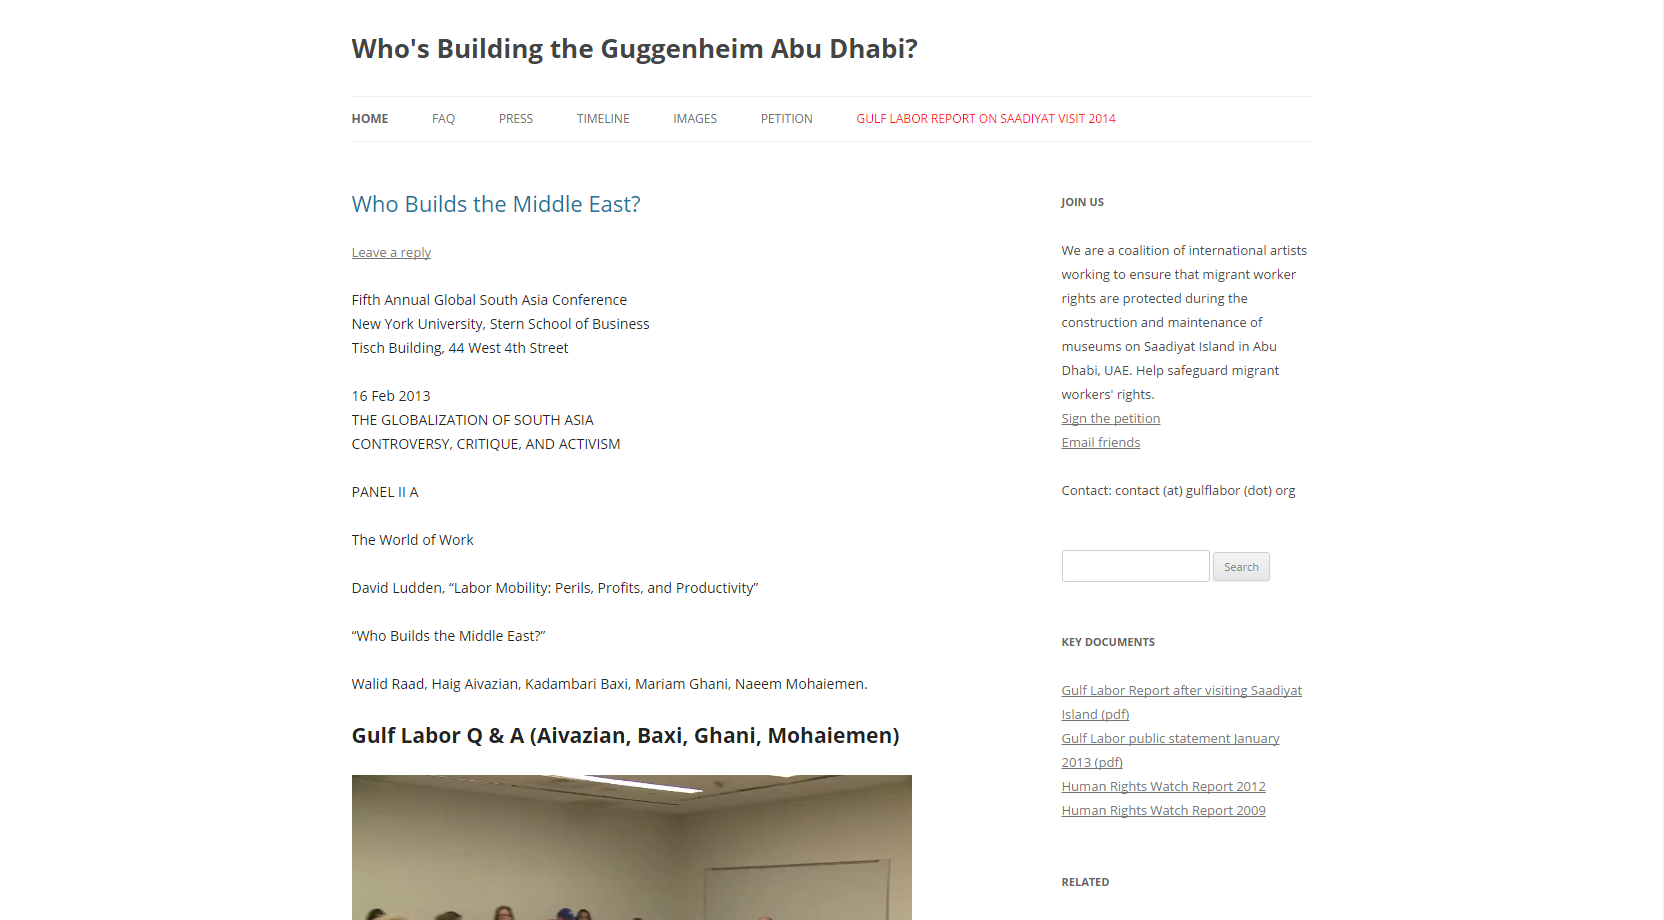 Who's Building the Guggenheim Abu Dhabi?
HOME FAQ PRESS TIMELINE IMAGES PETITION GULF LABOR REPORT ON SAADIYAT VISIT 2014
Who Builds the Middle East?
Leave a reply
Fifth Annual Global South Asia Conference
New York University, Stern School of Business
Tisch Building, 44 West 4th Street
16 Feb 2013
THE GLOBALIZATION OF SOUTH ASIA
CONTROVERSY, CRITIQUE, AND ACTIVISM
PANEL II A
The World of Work
David Ludden, “Labor Mobility: Perils, Profits, and Productivity”
“Who Builds the Middle East?”
Walid Raad, Haig Aivazian, Kadambari Baxi, Mariam Ghani, Naeem Mohaiemen.
Gulf Labor Q & A (Aivazian, Baxi, Ghani, Mohaiemen)
JOIN US
We are a coalition of international artists
working to ensure that migrant worker
rights are protected during the
construction and maintenance of
museums on Saadiyat Island in Abu
Dhabi, UAE. Help safeguard migrant
workers' rights.
Sign the petition
Email friends
Contact: contact (at) gulflabor (dot) org
Search
KEY DOCUMENTS
Gulf Labor Report after visiting Saadiyat
Island (pdf)
Gulf Labor public statement January
2013 (pdf)
Human Rights Watch Report 2012
Human Rights Watch Report 2009
RELATED